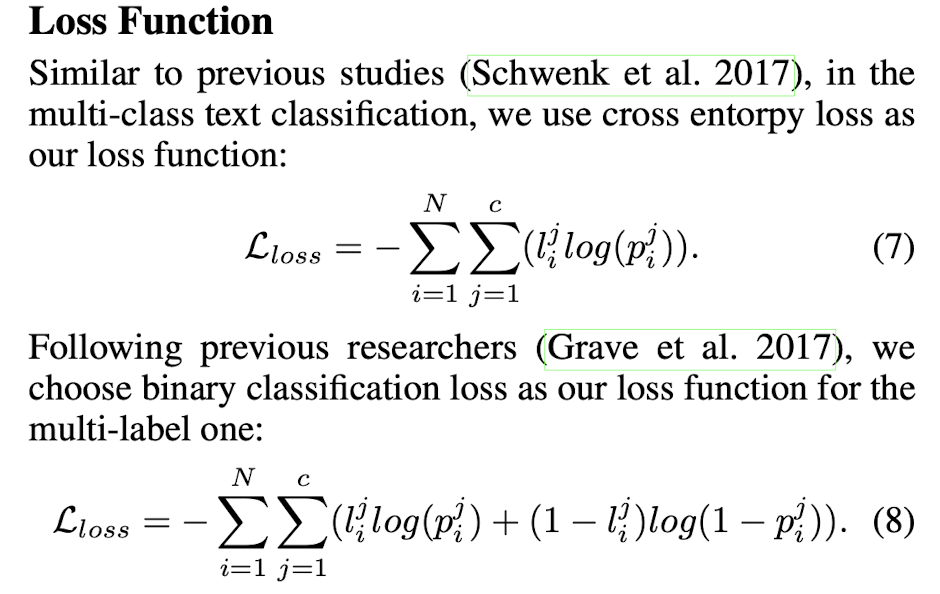 Loss Function
Similar to previous studies (Schwenk et al. 2017), in the
multi-class text classification, we use cross entorpy loss as
our loss function:
$\mathcal{L}_{loss} = -\sum_{i=1}^{N}\sum_{j=1}^{c}(l_i^j log(p_i^j)).$ (7)
Following previous researchers (Grave et al. 2017), we
choose binary classification loss as our loss function for the
multi-label one:
$\mathcal{L}_{loss} = -\sum_{i=1}^{N}\sum_{j=1}^{c}(l_i^j log(p_i^j) + (1 - l_i^j)log(1 - p_i^j)).$ (8)